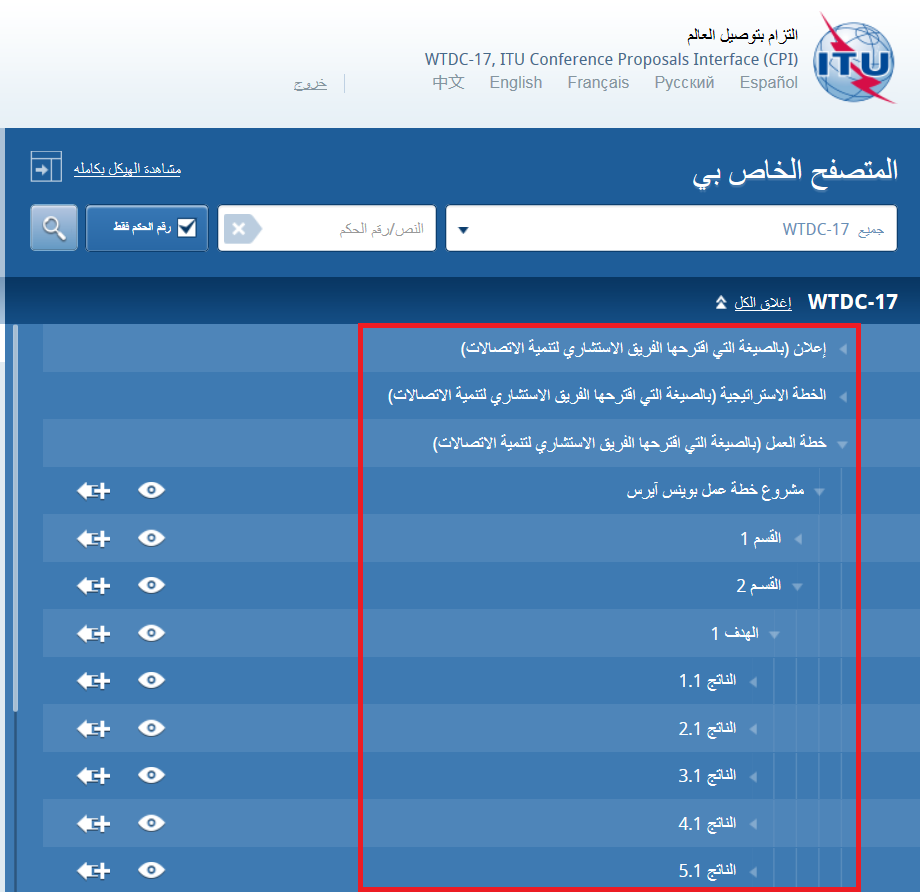 التزام بتوصيل العالم
WTDC-17, ITU Conference Proposals Interface (CPI)
中文 English Français Русский Español
خروج
ITU
المتصفح الخاص بي
مشاهدة الهيكل بكامله
جميع WTDC-17
النص/رقم الحكم
رقم الحكم فقط
WTDC-17 إغلاق الكل
إعلان (بالصيغة التي اقترحها الفريق الاستشاري لتنمية الاتصالات)
الخطة الاستراتيجية (بالصيغة التي اقترحها الفريق الاستشاري لتنمية الاتصالات)
خطة العمل (بالصيغة التي اقترحها الفريق الاستشاري لتنمية الاتصالات)
مشروع خطة عمل بوينس آيرس
القسم 1
القسم 2
الهدف 1
الناتج 1.1
الناتج 2.1
الناتج 3.1
الناتج 4.1
الناتج 5.1